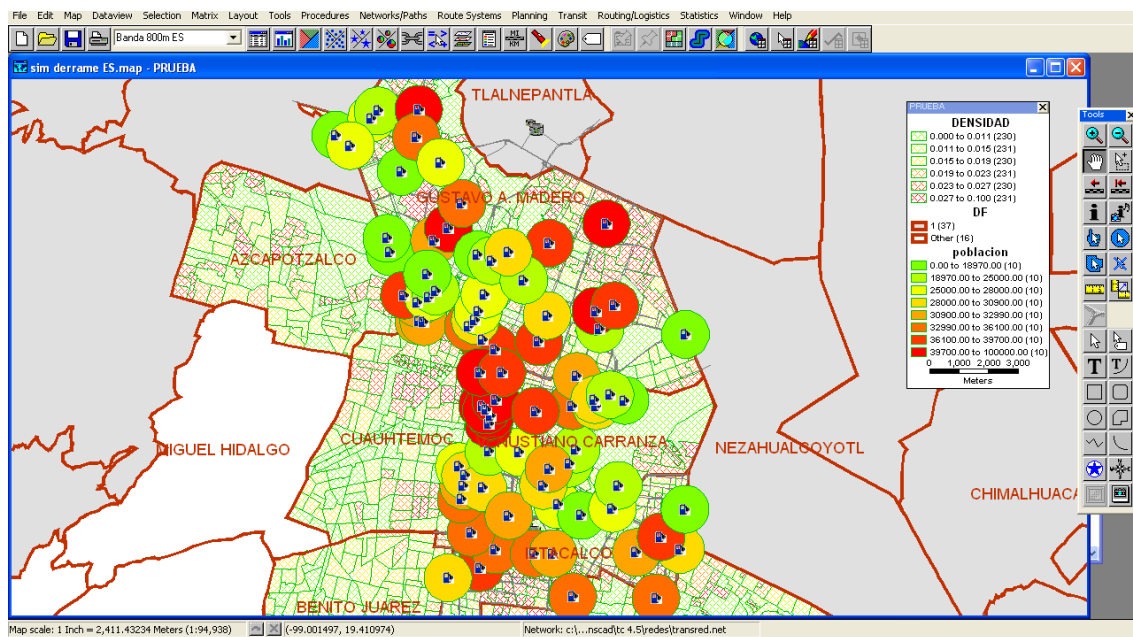 File Edit Map Dataview Selection Matrix Layout Tools Procedures Networks/Paths Route Systems Planning Transit Routing/Logistics Statistics Window Help
Banda 800m ES
MI
KM
sim derrame ES.map - PRUEBA
TLALNEPANTLA
GUSTAVO A. MADERO
AZCAPOTZALCO
MIGUEL HIDALGO
CUAUHTEMOC
VENUSTIANO CARRANZA
NEZAHUALCOYOTL
CHIMALHUACA
IZTACALCO
BENITO JUAREZ
PRUEBA
DENSIDAD
0.000 to 0.011 (230)
0.011 to 0.015 (231)
0.015 to 0.019 (230)
0.019 to 0.023 (231)
0.023 to 0.027 (230)
0.027 to 0.100 (231)
DF
1 (37)
Other (16)
poblacion
0.00 to 18970.00 (10)
18970.00 to 25000.00 (10)
25000.00 to 28000.00 (10)
28000.00 to 30900.00 (10)
30900.00 to 32990.00 (10)
32990.00 to 36100.00 (10)
36100.00 to 39700.00 (10)
39700.00 to 100000.00 (10)
0 1,000 2,000 3,000
Meters
Tools
Map scale: 1 Inch = 2,411.43234 Meters (1:94,938) (-99.001497, 19.410974) Network: c:\...nscad\tc 4.5\redes\transred.net